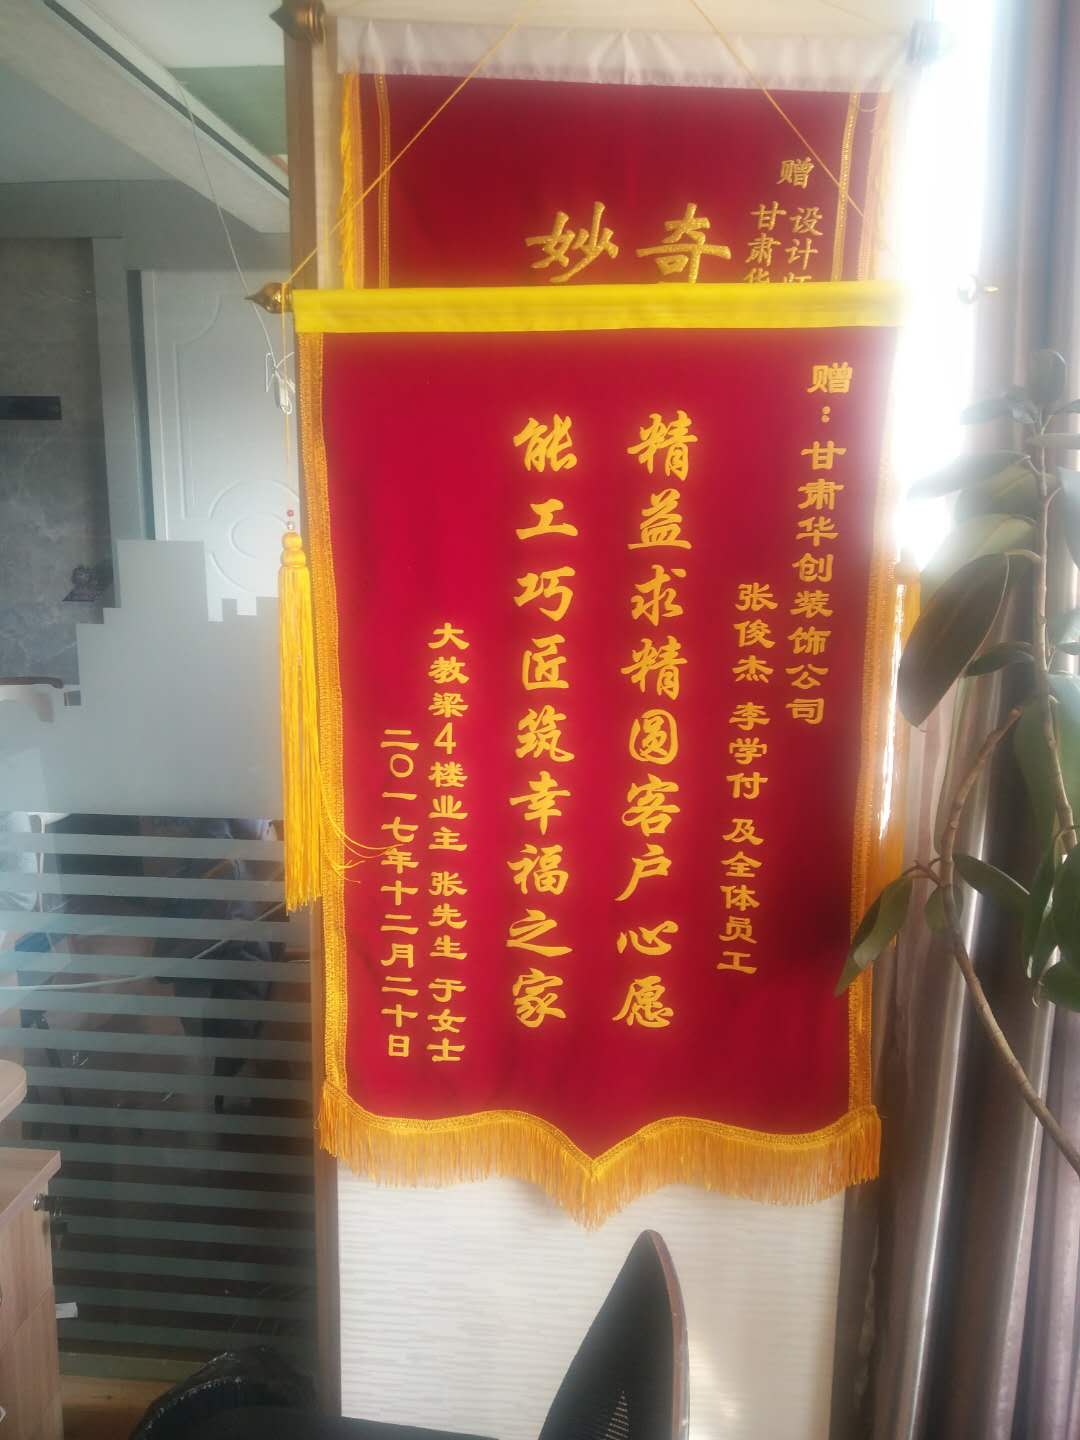 赠
设计师
甘肃华
奇
妙
赠：甘肃华创装饰公司
张俊杰 李学付 及全体员工
精益求精圆客户心愿
能工巧匠筑幸福之家
大教梁4楼业主 张先生 于女士
二〇一七年十二月二十日